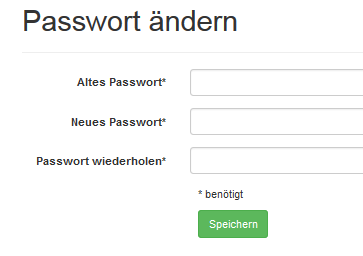 Passwort ändern
Altes Passwort*
Neues Passwort*
Passwort wiederholen*
* benötigt
Speichern